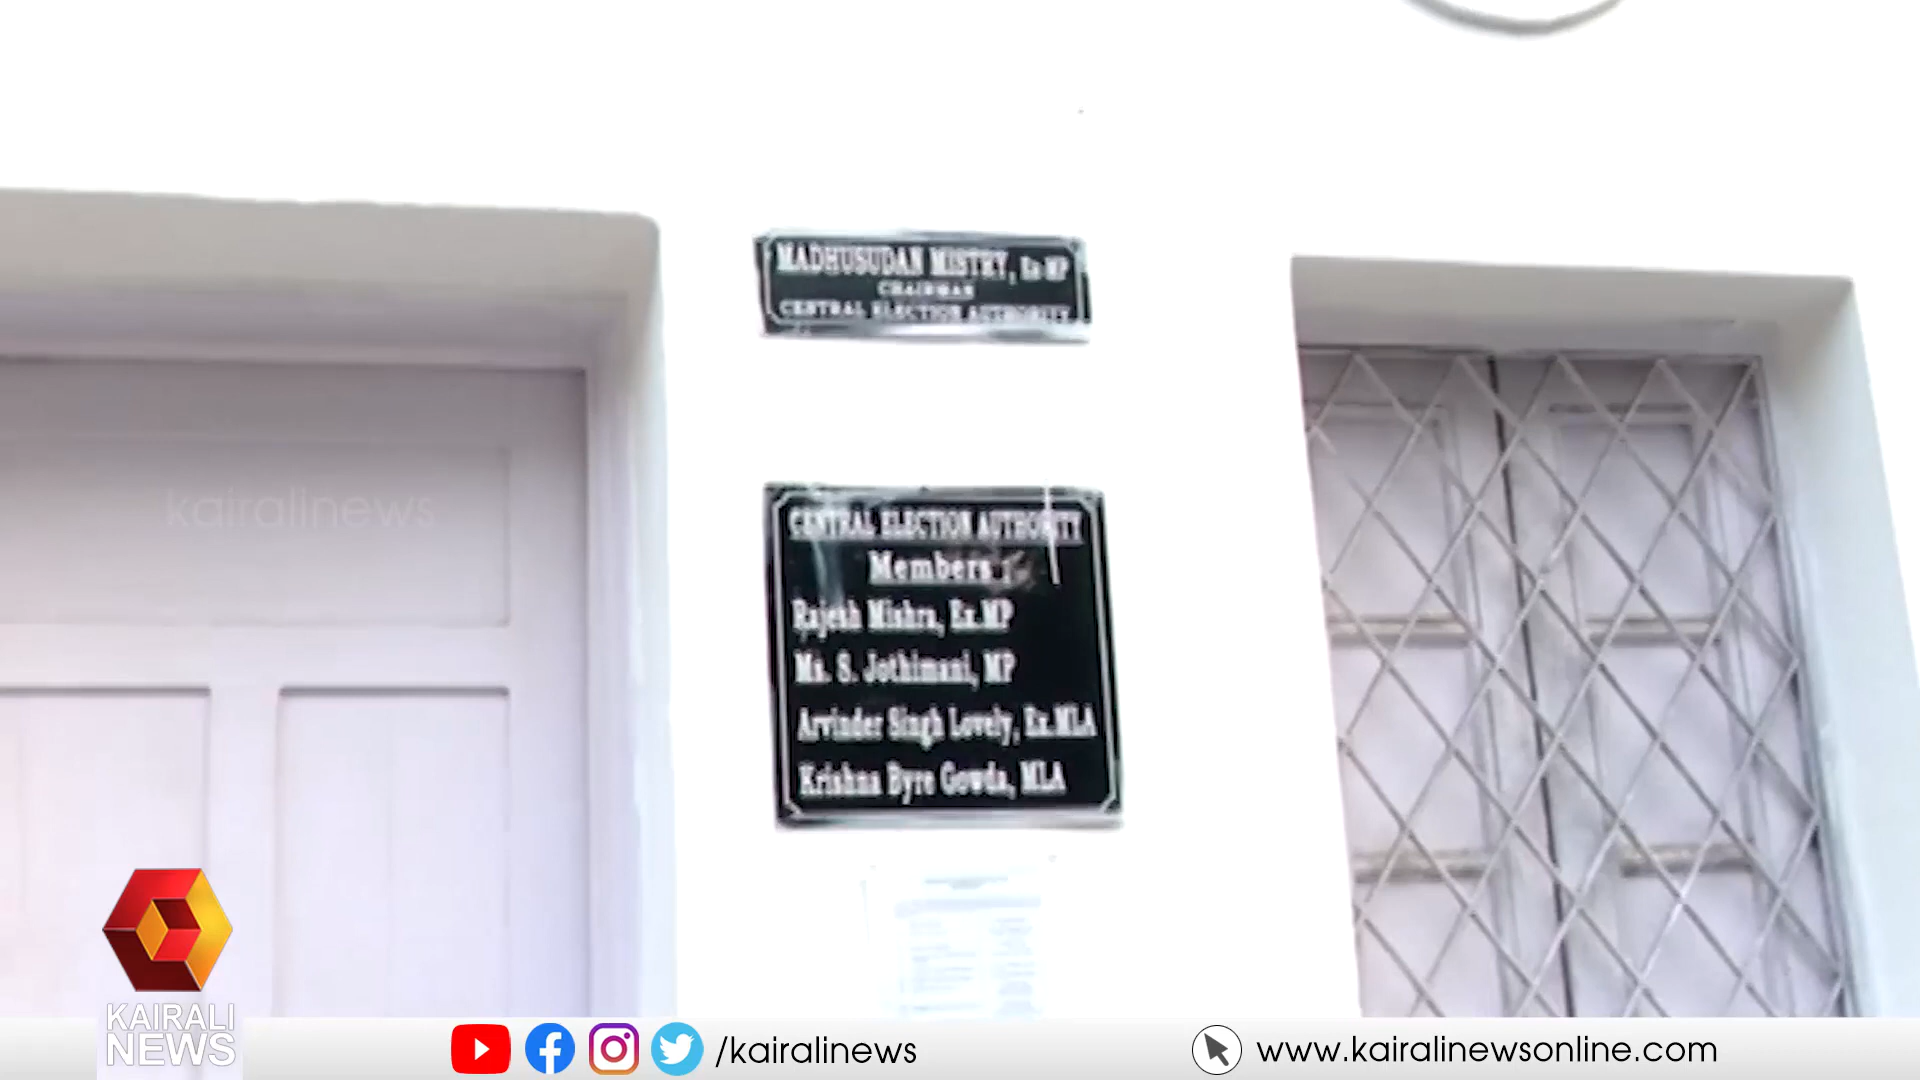 MADHUSUDAN MISTRY, Ex MP
CHAIRMAN
CENTRAL ELECTION AUTHORITY
kairalinews
CENTRAL ELECTION AUTHORITY
Members :
Rajesh Mishra, Ex.MP
Ms. S. Jothimani, MP
Arvinder Singh Lovely, Ex.MLA
Krishna Byre Gowda, MLA
KAIRALI
NEWS
/kairalinews
www.kairalinewsonline.com